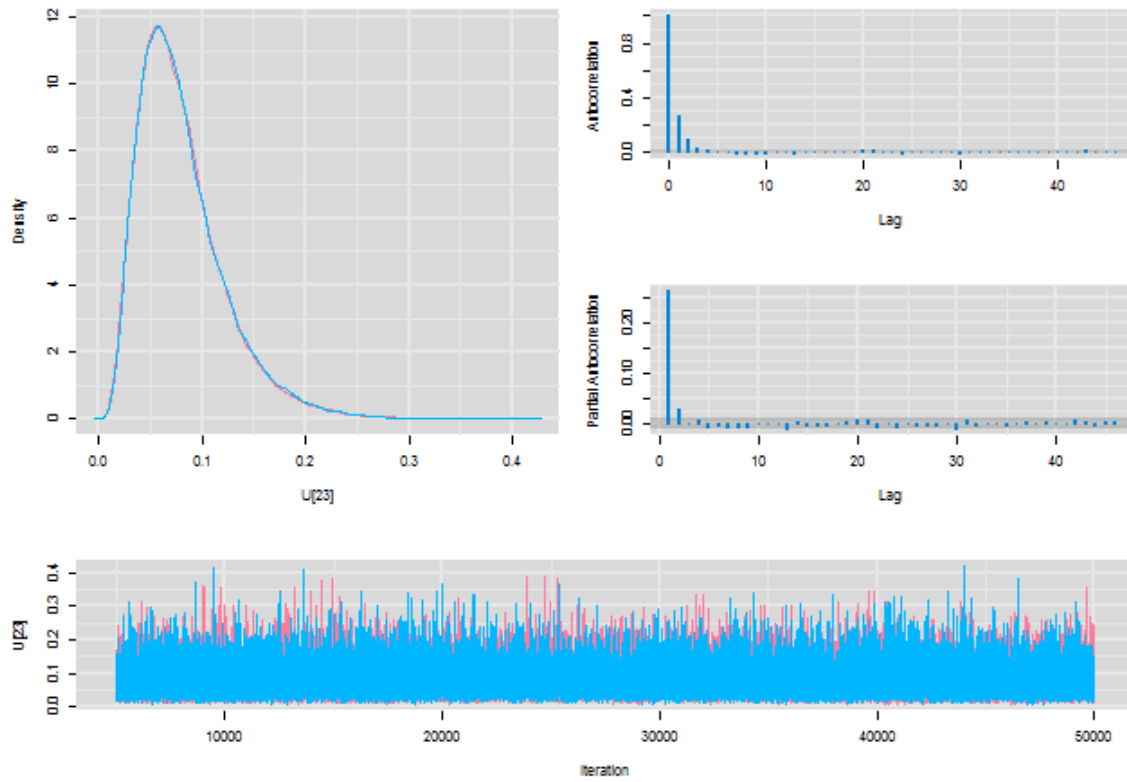 12
10
8
6
4
2
0
Density
0.0 0.1 0.2 0.3 0.4
U[23]
0.8
0.4
0.0
Autocorrelation
0 10 20 30 40
Lag
0.20
0.10
0.00
Partial Autocorrelation
0 10 20 30 40
Lag
0.4
0.3
0.2
0.1
0.0
U[23]
10000 20000 30000 40000 50000
Iteration